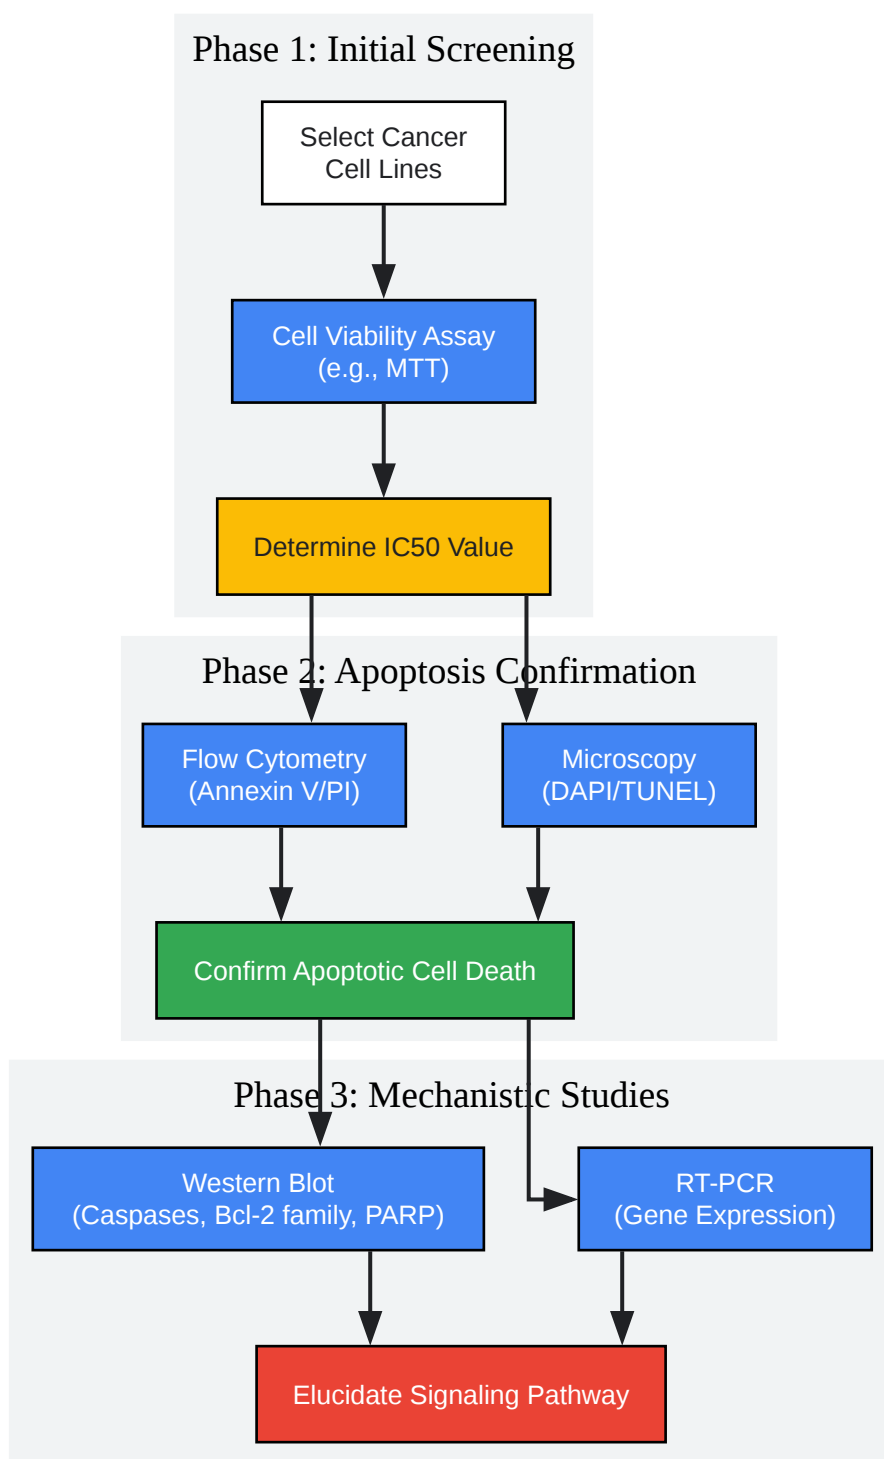 Phase 1: Initial Screening
Select Cancer
Cell Lines
Cell Viability Assay
(e.g., MTT)
Determine IC50 Value
Phase 2: Apoptosis Confirmation
Flow Cytometry
(Annexin V/PI)
Microscopy
(DAPI/TUNEL)
Confirm Apoptotic Cell Death
Phase 3: Mechanistic Studies
Western Blot
(Caspases, Bcl-2 family, PARP)
RT-PCR
(Gene Expression)
Elucidate Signaling Pathway